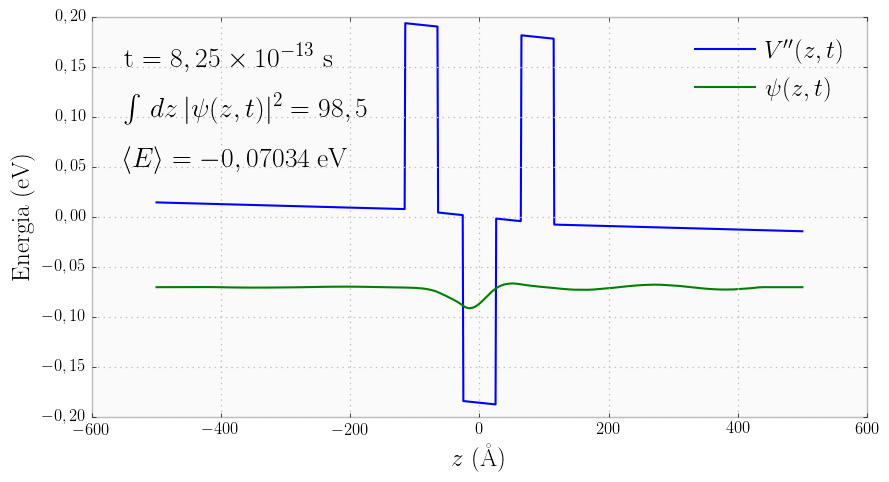 0,20
0,15
0,10
0,05
0,00
−0,05
−0,10
−0,15
−0,20
Energia (eV)
t = 8,25 × 10⁻¹³ s
∫ dz |ψ(z, t)|² = 98,5
⟨E⟩ = −0,07034 eV
V′′(z, t)
ψ(z, t)
−600
−400
−200
0
200
400
600
z (Å)